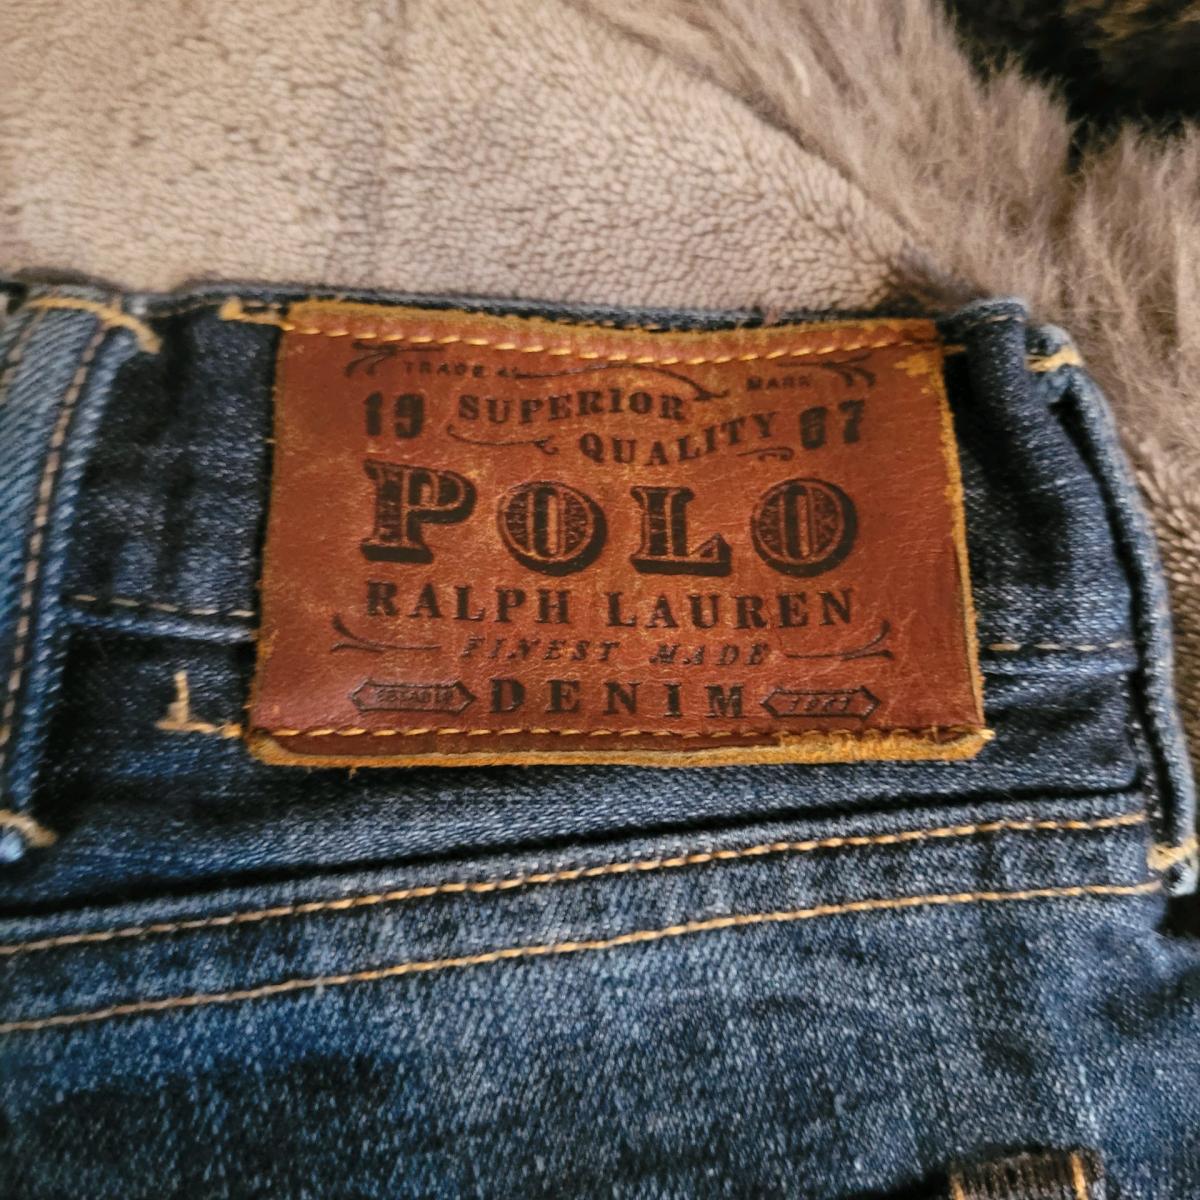 TRADE MARK
19 SUPERIOR QUALITY 67
POLO
RALPH LAUREN
FINEST MADE
DENIM